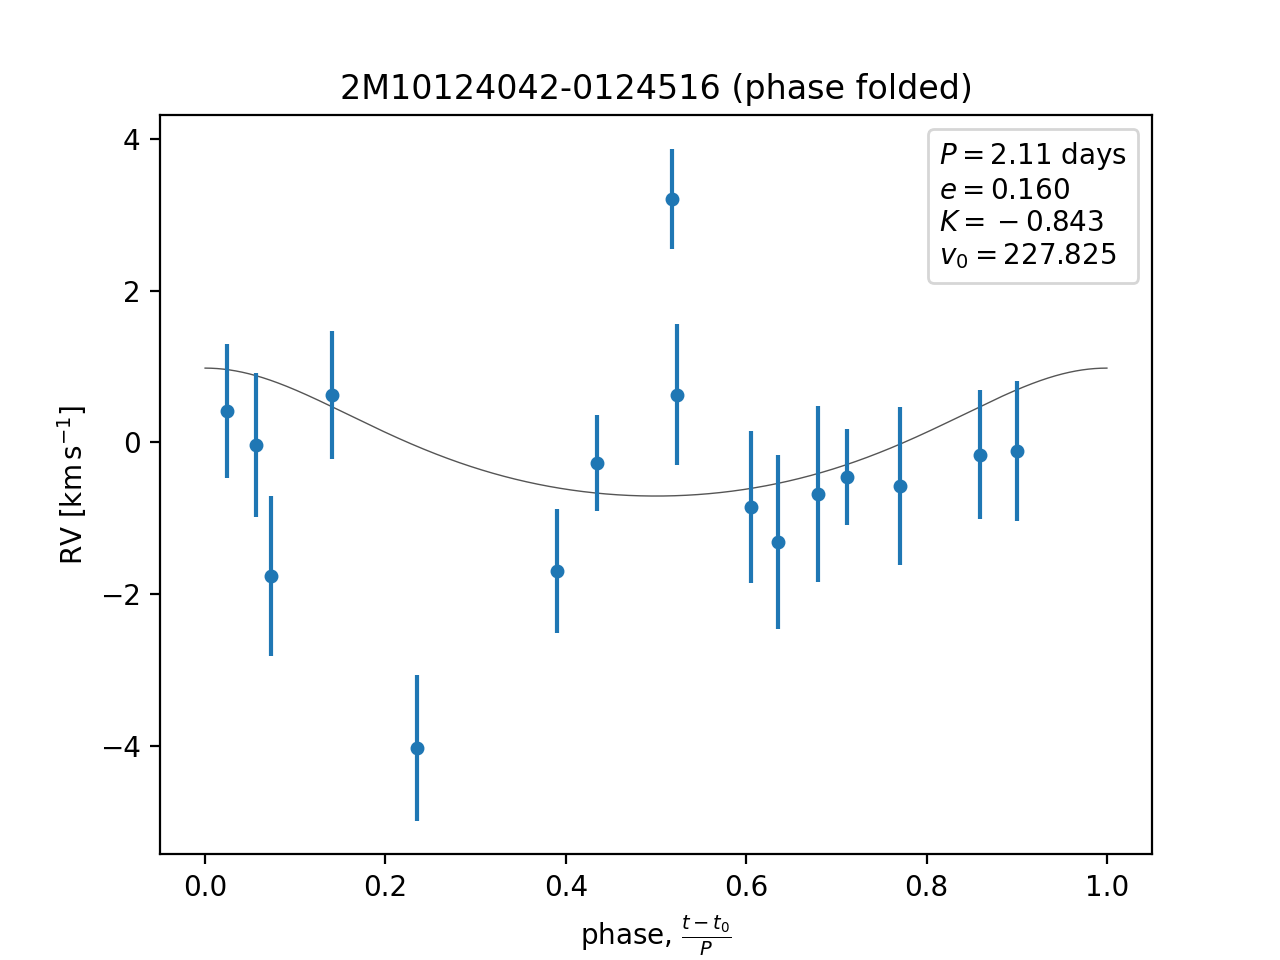 2M10124042-0124516 (phase folded)
P = 2.11 days
e = 0.160
K = −0.843
v₀ = 227.825
4
2
0
−2
−4
RV [km s⁻¹]
0.0 0.2 0.4 0.6 0.8 1.0
phase, (t − t₀)/P